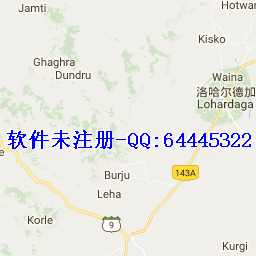 Jamti
Hotwar
Kisko
Ghaghra
Dundru
Waina
洛哈尔德加
Lohardaga
软件未注册-QQ:64445322
143A
Burju
Leha
9
Korle
Kurgi